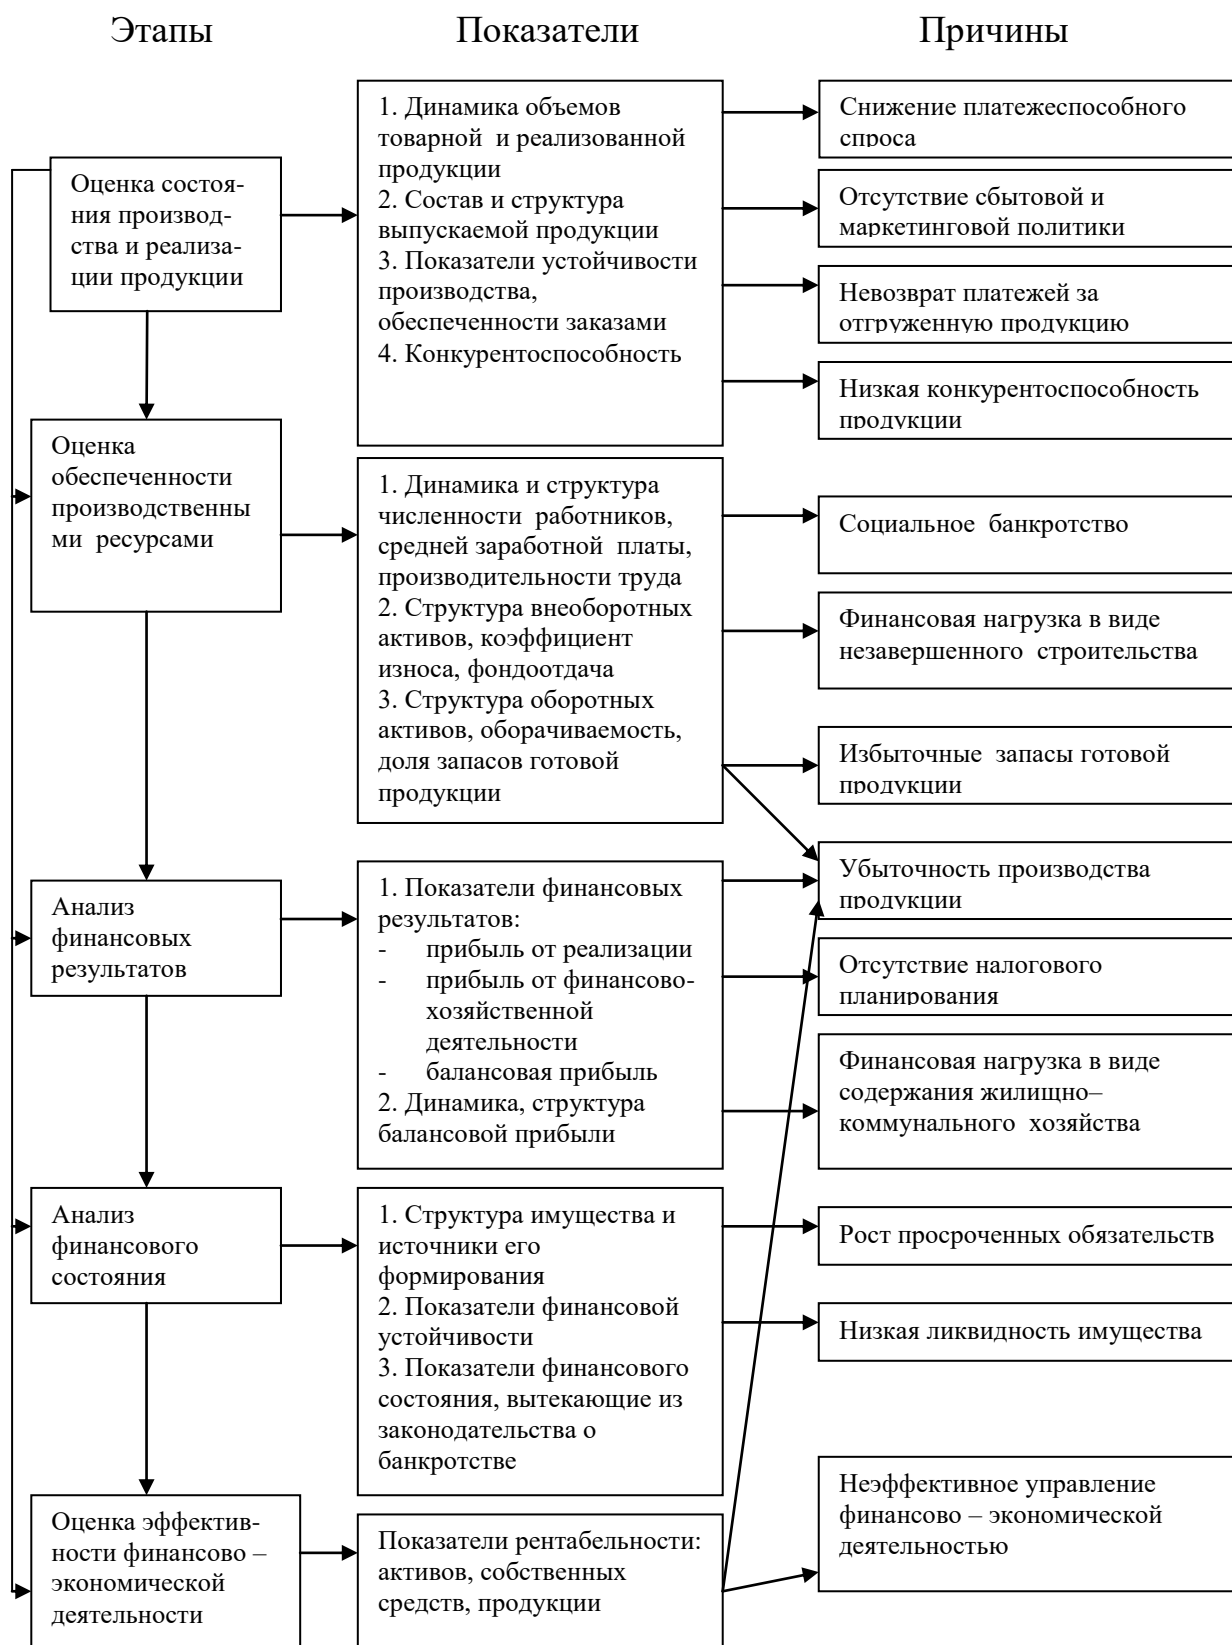 Этапы
Показатели
Причины
Оценка состоя-
ния производ-
ства и реализа-
ции продукции
1. Динамика объемов
товарной и реализованной
продукции
2. Состав и структура
выпускаемой продукции
3. Показатели устойчивости
производства,
обеспеченности заказами
4. Конкурентоспособность
Снижение платежеспособного
спроса
Отсутствие сбытовой и
маркетинговой политики
Невозврат платежей за
отгруженную продукцию
Низкая конкурентоспособность
продукции
Оценка
обеспеченности
производственны
ми ресурсами
1. Динамика и структура
численности работников,
средней заработной платы,
производительности труда
2. Структура внеоборотных
активов, коэффициент
износа, фондоотдача
3. Структура оборотных
активов, оборачиваемость,
доля запасов готовой
продукции
Социальное банкротство
Финансовая нагрузка в виде
незавершенного строительства
Избыточные запасы готовой
продукции
Убыточность производства
продукции
Анализ
финансовых
результатов
1. Показатели финансовых
результатов:
- прибыль от реализации
- прибыль от финансово-
хозяйственной
деятельности
- балансовая прибыль
2. Динамика, структура
балансовой прибыли
Отсутствие налогового
планирования
Финансовая нагрузка в виде
содержания жилищно–
коммунального хозяйства
Анализ
финансового
состояния
1. Структура имущества и
источники его
формирования
2. Показатели финансовой
устойчивости
3. Показатели финансового
состояния, вытекающие из
законодательства о
банкротстве
Рост просроченных обязательств
Низкая ликвидность имущества
Оценка эффектив-
ности финансово –
экономической
деятельности
Показатели рентабельности:
активов, собственных
средств, продукции
Неэффективное управление
финансово – экономической
деятельностью